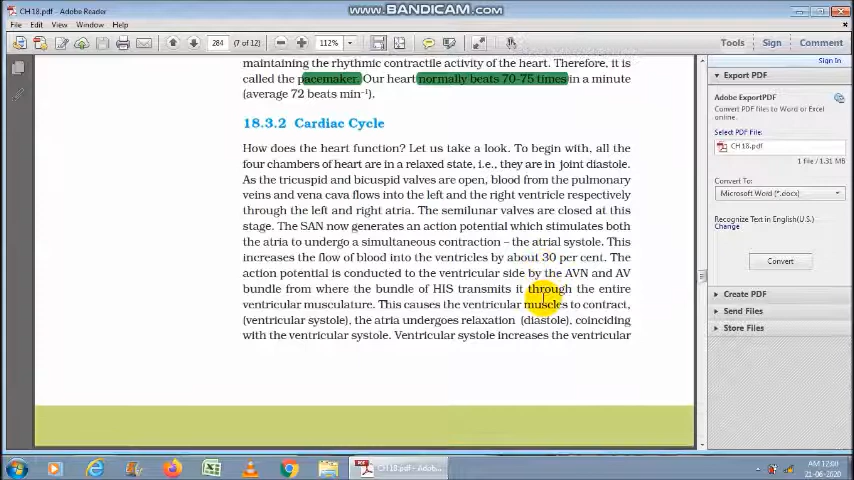 CH 18.pdf - Adobe Reader
WWW.BANDICAM.COM
File Edit View Window Help
284 (7 of 12) 112% Tools Sign Comment
maintaining the rhythmic contractile activity of the heart. Therefore, it is
called the pacemaker. Our heart normally beats 70-75 times in a minute
(average 72 beats min–1).
18.3.2 Cardiac Cycle
How does the heart function? Let us take a look. To begin with, all the
four chambers of heart are in a relaxed state, i.e., they are in joint diastole.
As the tricuspid and bicuspid valves are open, blood from the pulmonary
veins and vena cava flows into the left and the right ventricle respectively
through the left and right atria. The semilunar valves are closed at this
stage. The SAN now generates an action potential which stimulates both
the atria to undergo a simultaneous contraction – the atrial systole. This
increases the flow of blood into the ventricles by about 30 per cent. The
action potential is conducted to the ventricular side by the AVN and AV
bundle from where the bundle of HIS transmits it through the entire
ventricular musculature. This causes the ventricular muscles to contract,
(ventricular systole), the atria undergoes relaxation (diastole), coinciding
with the ventricular systole. Ventricular systole increases the ventricular
Sign In
Export PDF
Adobe ExportPDF
Convert PDF files to Word or Excel
online.
Select PDF File:
CH 18.pdf
1 file / 1.31 MB
Convert To:
Microsoft Word (*.docx)
Recognize Text in English(U.S.)
Change
Convert
Create PDF
Send Files
Store Files
CH 18.pdf - Adob...
AM 12:00
21-06-2020